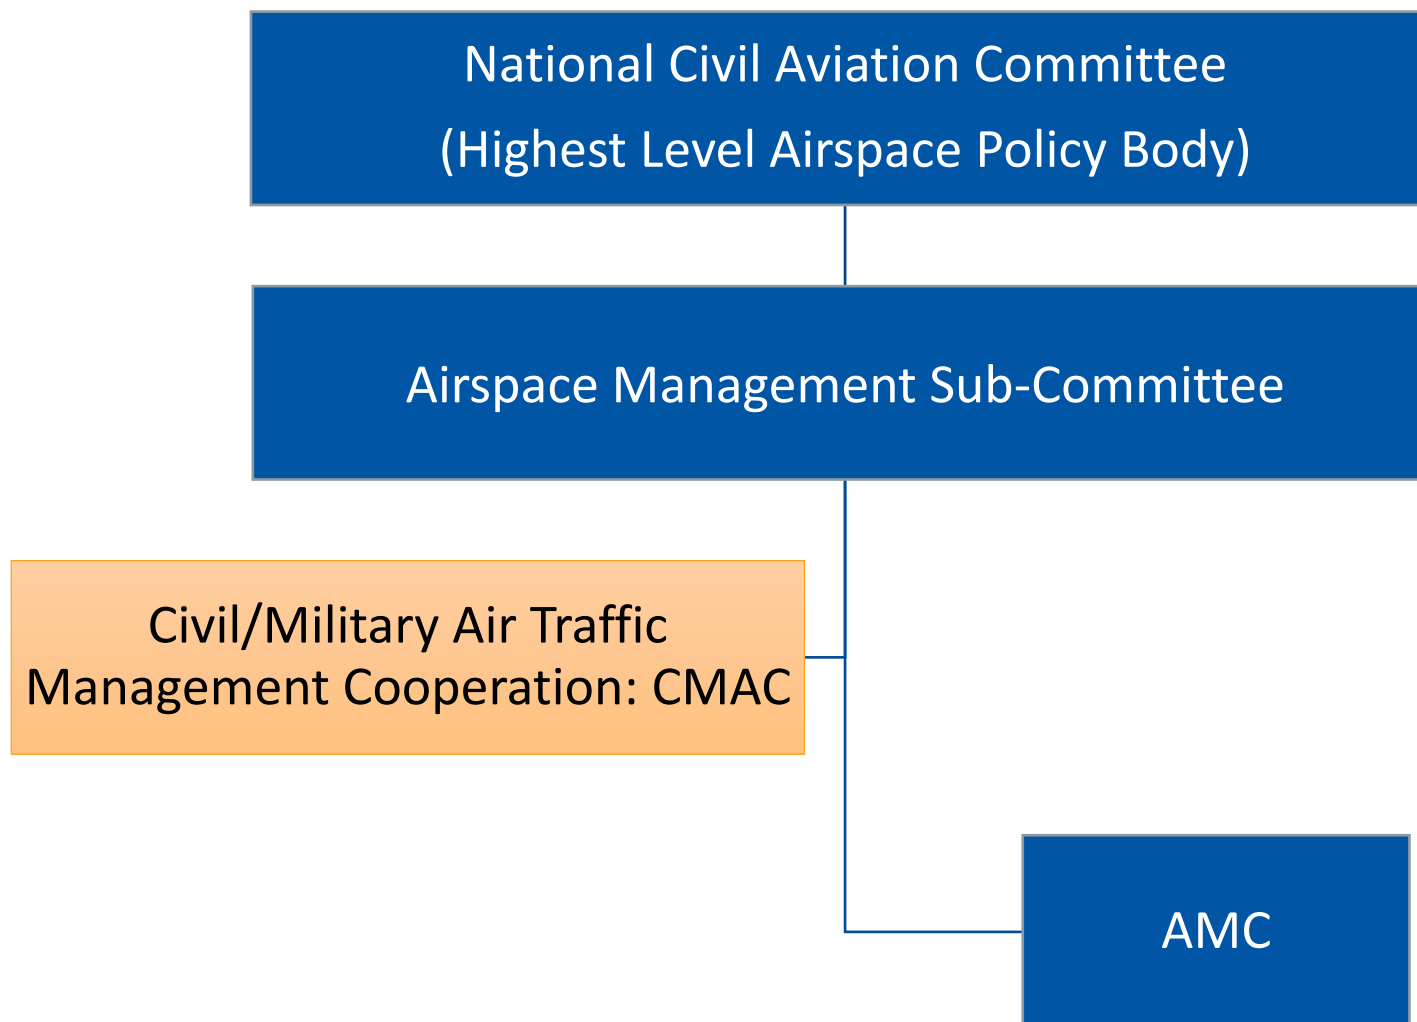 National Civil Aviation Committee
(Highest Level Airspace Policy Body)
Airspace Management Sub-Committee
Civil/Military Air Traffic
Management Cooperation: CMAC
AMC